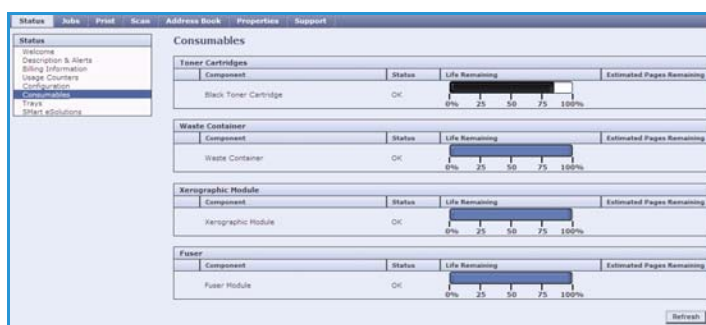 Status Jobs Print Scan Address Book Properties Support
Status
Welcome
Description & Alerts
Billing Information
Usage Counters
Configuration
Consumables
Trays
SMart eSolutions
Consumables
Toner Cartridges
Component Status Life Remaining Estimated Pages Remaining
Black Toner Cartridge OK
0% 25 50 75 100%
Waste Container
Component Status Life Remaining Estimated Pages Remaining
Waste Container OK
0% 25 50 75 100%
Xerographic Module
Component Status Life Remaining Estimated Pages Remaining
Xerographic Module OK
0% 25 50 75 100%
Fuser
Component Status Life Remaining Estimated Pages Remaining
Fuser Module OK
0% 25 50 75 100%
Refresh